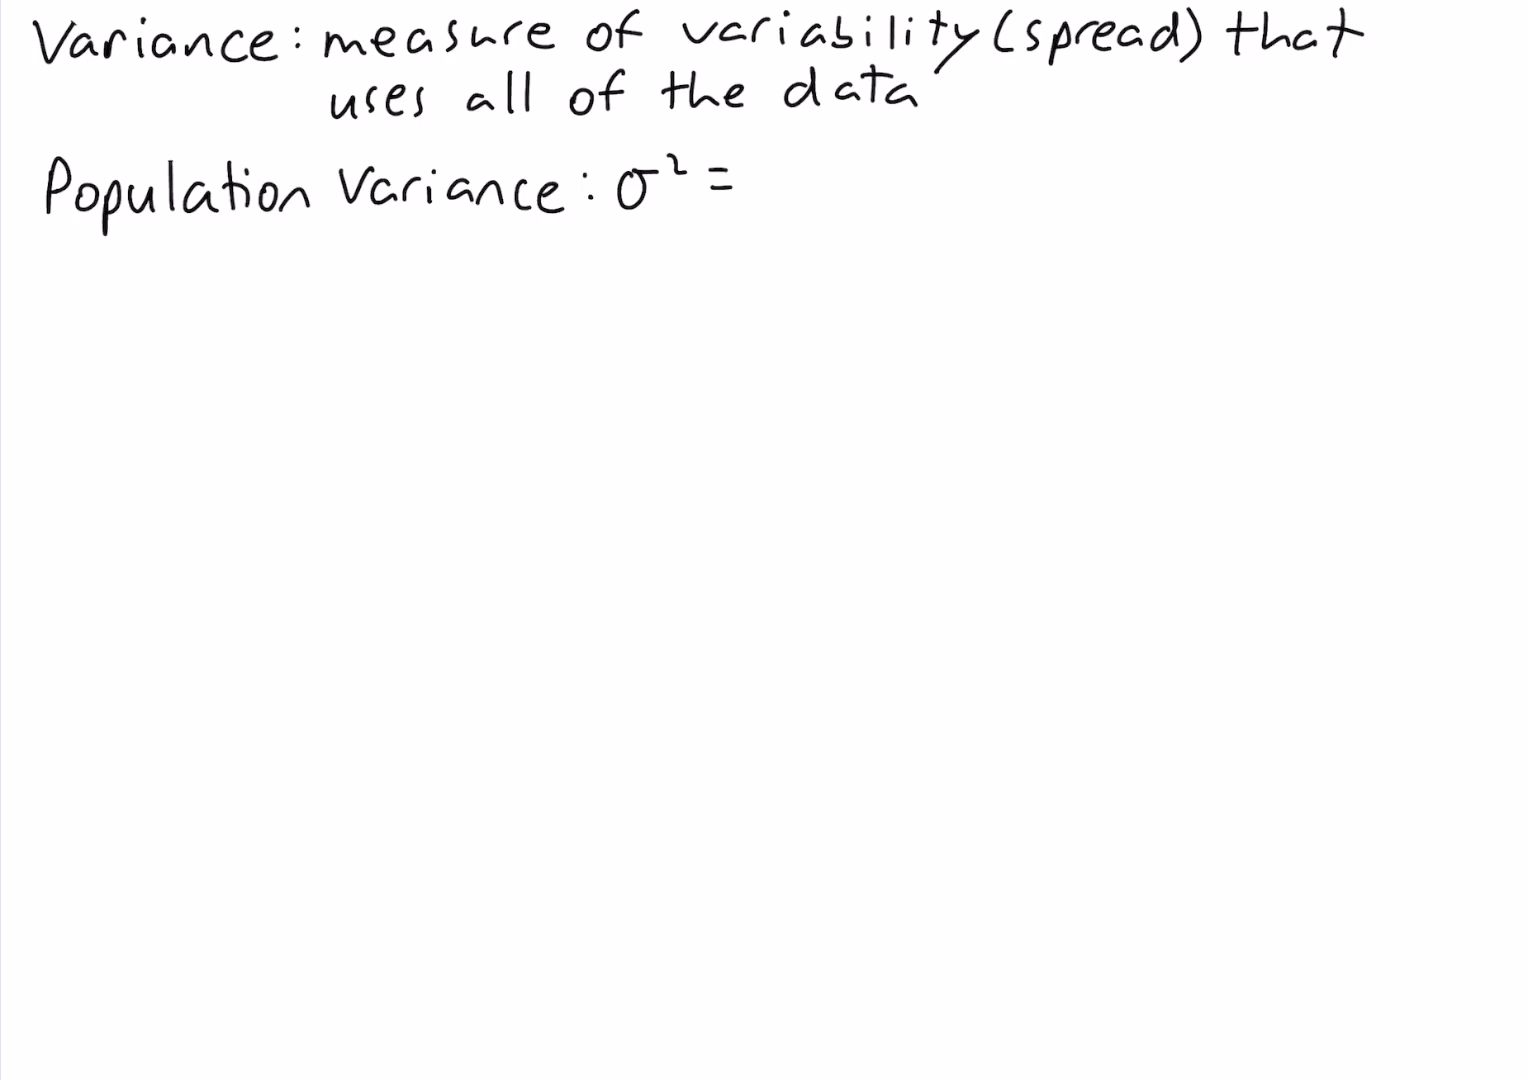 Variance: measure of variability (spread) that
uses all of the data
Population Variance: σ² =